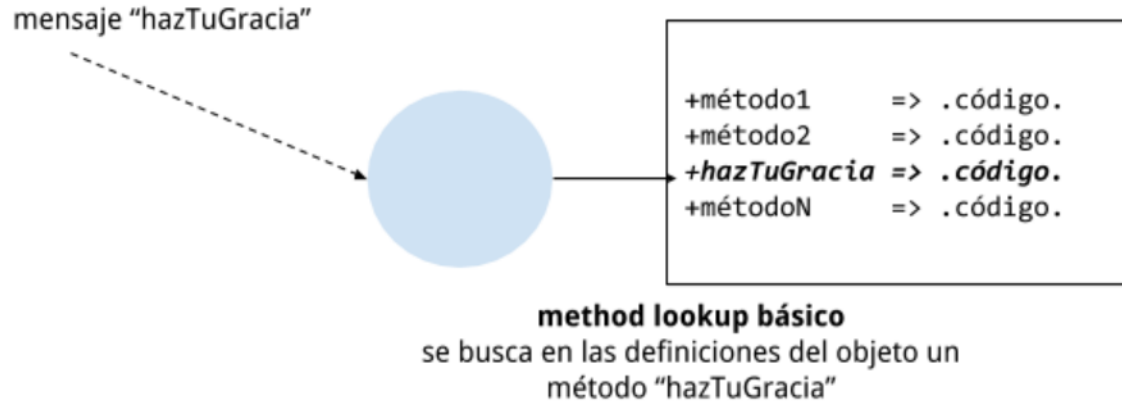 mensaje “hazTuGracia”
+método1 => .código.
+método2 => .código.
+hazTuGracia => .código.
+métodoN => .código.
method lookup básico
se busca en las definiciones del objeto un
método “hazTuGracia”